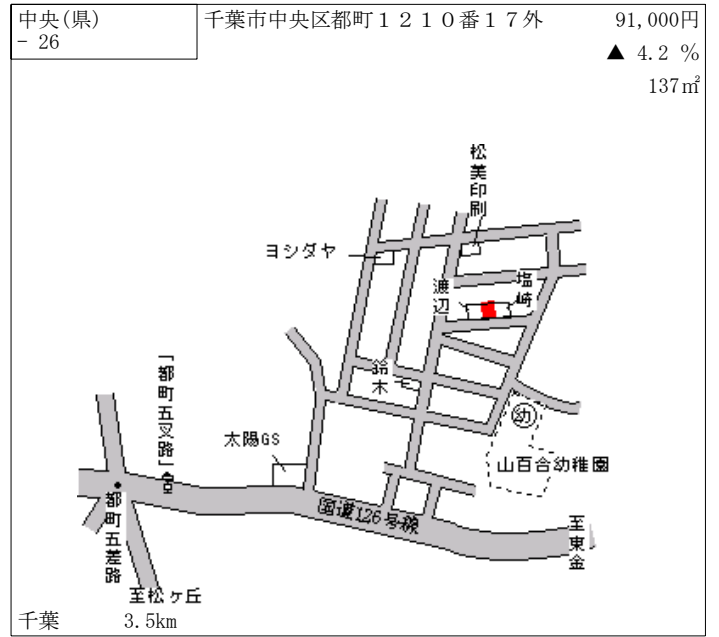 中央(県)
- 26
千葉市中央区都町１２１０番１７外
91,000円
▲ 4.2 %
137㎡
松美印刷
ヨシダヤ
渡辺
塩崎
鈴木
「都町五叉路」
太陽GS
幼
山百合幼稚園
国道126号線
都町五差路
至東金
至松ヶ丘
千葉 3.5km